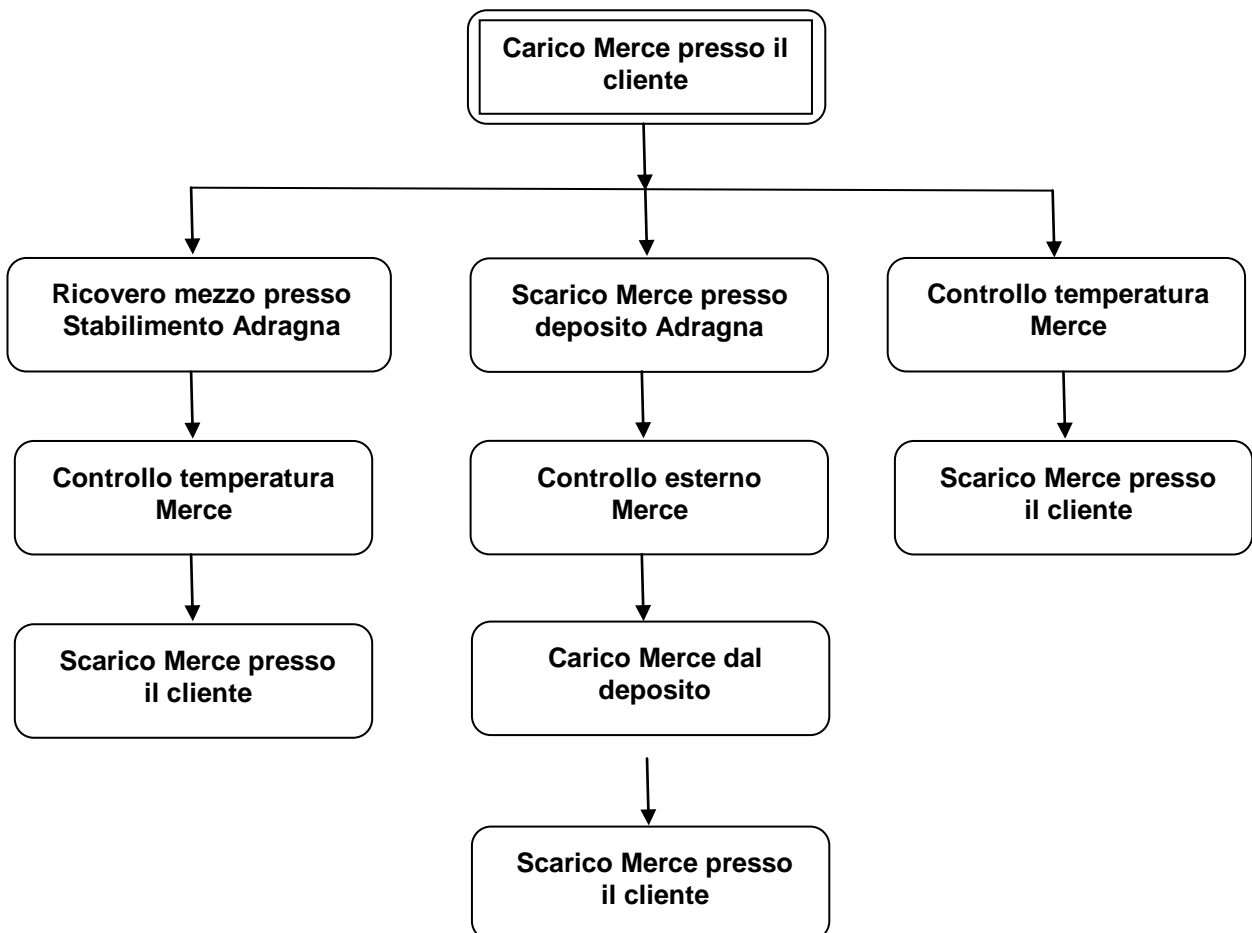 Carico Merce presso il
cliente
Ricovero mezzo presso
Stabilimento Adragna
Scarico Merce presso
deposito Adragna
Controllo temperatura
Merce
Controllo temperatura
Merce
Controllo esterno
Merce
Scarico Merce presso
il cliente
Scarico Merce presso
il cliente
Carico Merce dal
deposito
Scarico Merce presso
il cliente